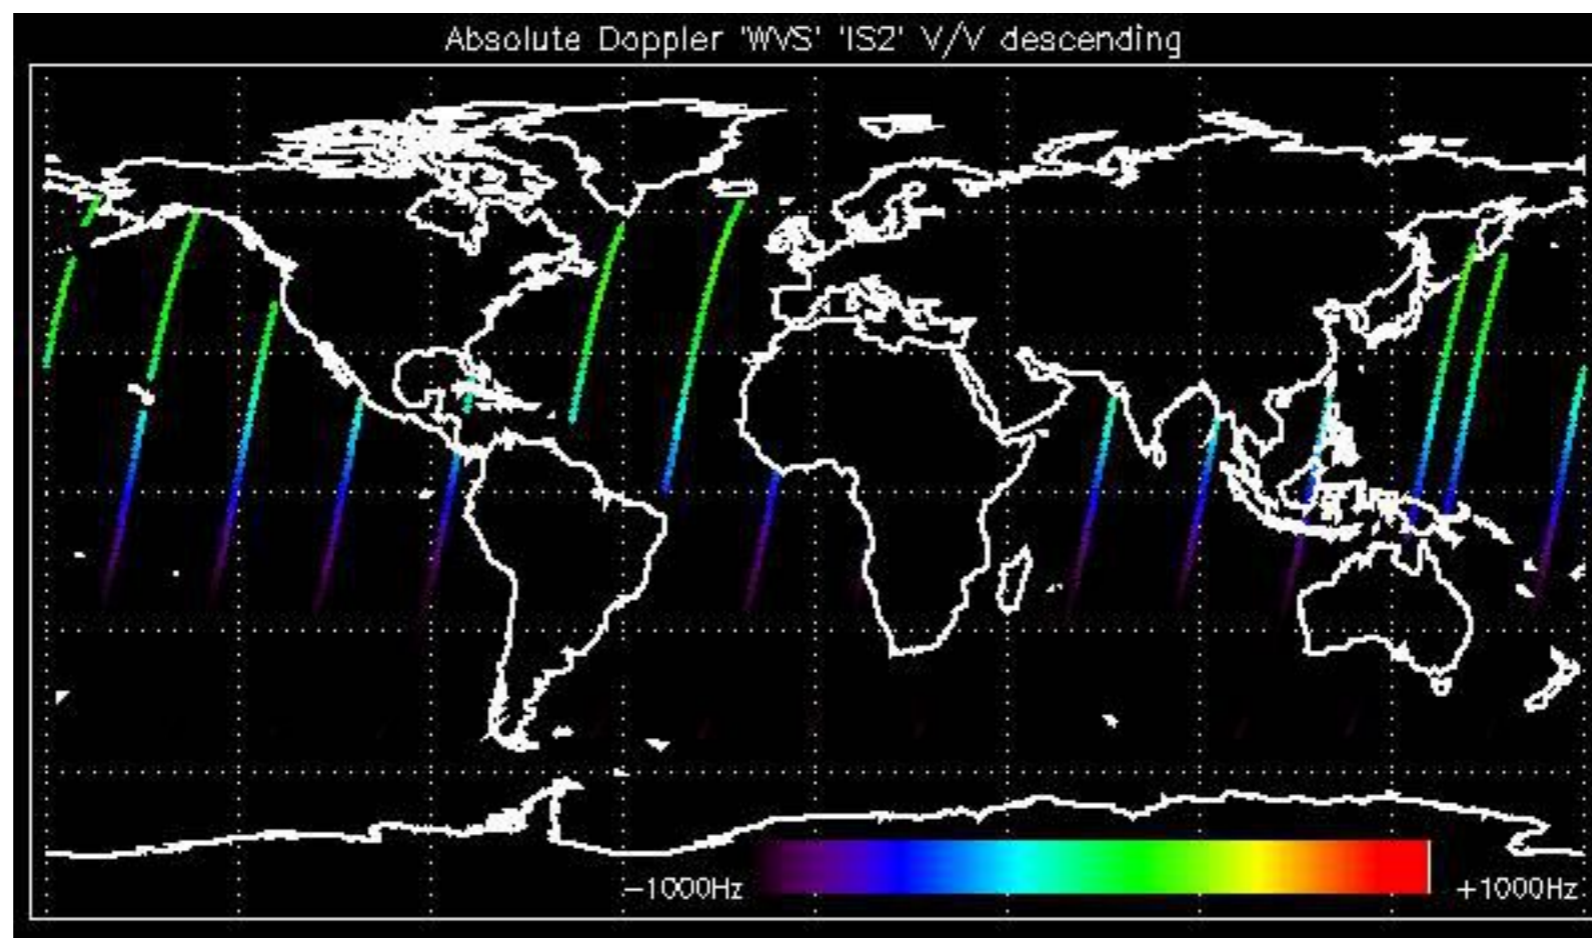 Absolute Doppler 'WVS' 'IS2' V/V descending
−1000Hz
+1000Hz